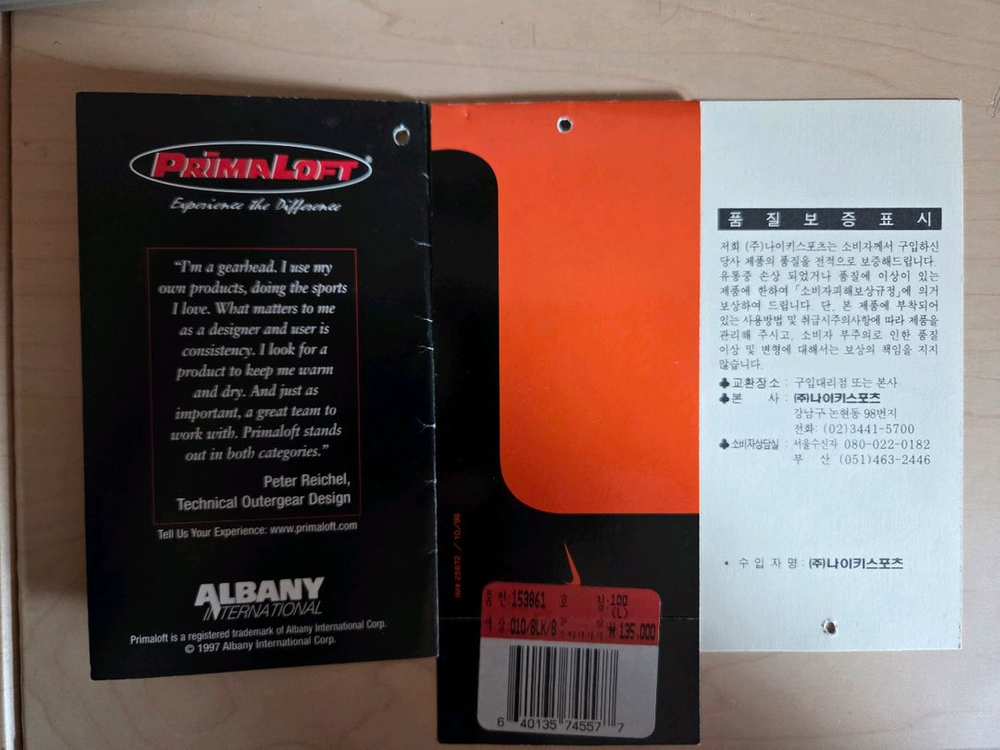 PRIMALOFT®
Experience the Difference
"I'm a gearhead. I use my
own products, doing the sports
I love. What matters to me
as a designer and user is
consistency. I look for a
product to keep me warm
and dry. And just as
important, a great team to
work with. Primaloft stands
out in both categories."
Peter Reichel,
Technical Outergear Design
Tell Us Your Experience: www.primaloft.com
ALBANY
INTERNATIONAL
Primaloft is a registered trademark of Albany International Corp.
© 1997 Albany International Corp.
품번:153861 호칭:100
(L)
색상 010/BLK/B
₩135,000
6 40135 74557 7
품질보증표시
저희 (주)나이키스포츠는 소비자께서 구입하신
당사 제품의 품질을 전적으로 보증해드립니다.
유통중 손상 되었거나 품질에 이상이 있는
제품에 한하여 「소비자피해보상규정」에 의거
보상하여 드립니다. 단, 본 제품에 부착되어
있는 사용방법 및 취급시주의사항에 따라 제품을
관리해 주시고, 소비자 부주의로 인한 품질
이상 및 변형에 대해서는 보상의 책임을 지지
않습니다.
♣교환장소 : 구입대리점 또는 본사
♣본 사 : (주)나이키스포츠
강남구 논현동 98번지
전화: (02)3441-5700
♣소비자상담실 : 서울수신자 080-022-0182
부 산 (051)463-2446
• 수 입 자 명 : (주)나이키스포츠